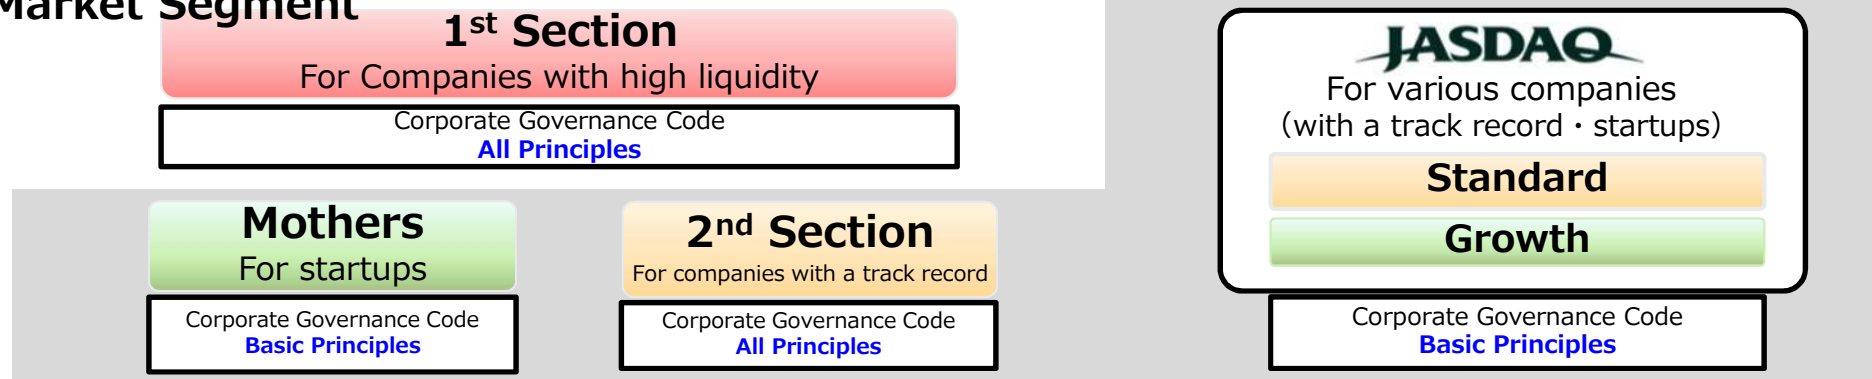 Market Segment
1st Section
For Companies with high liquidity
Corporate Governance Code
All Principles
Mothers
For startups
Corporate Governance Code
Basic Principles
2nd Section
For companies with a track record
Corporate Governance Code
All Principles
JASDAQ
For various companies
（with a track record・startups）
Standard
Growth
Corporate Governance Code
Basic Principles